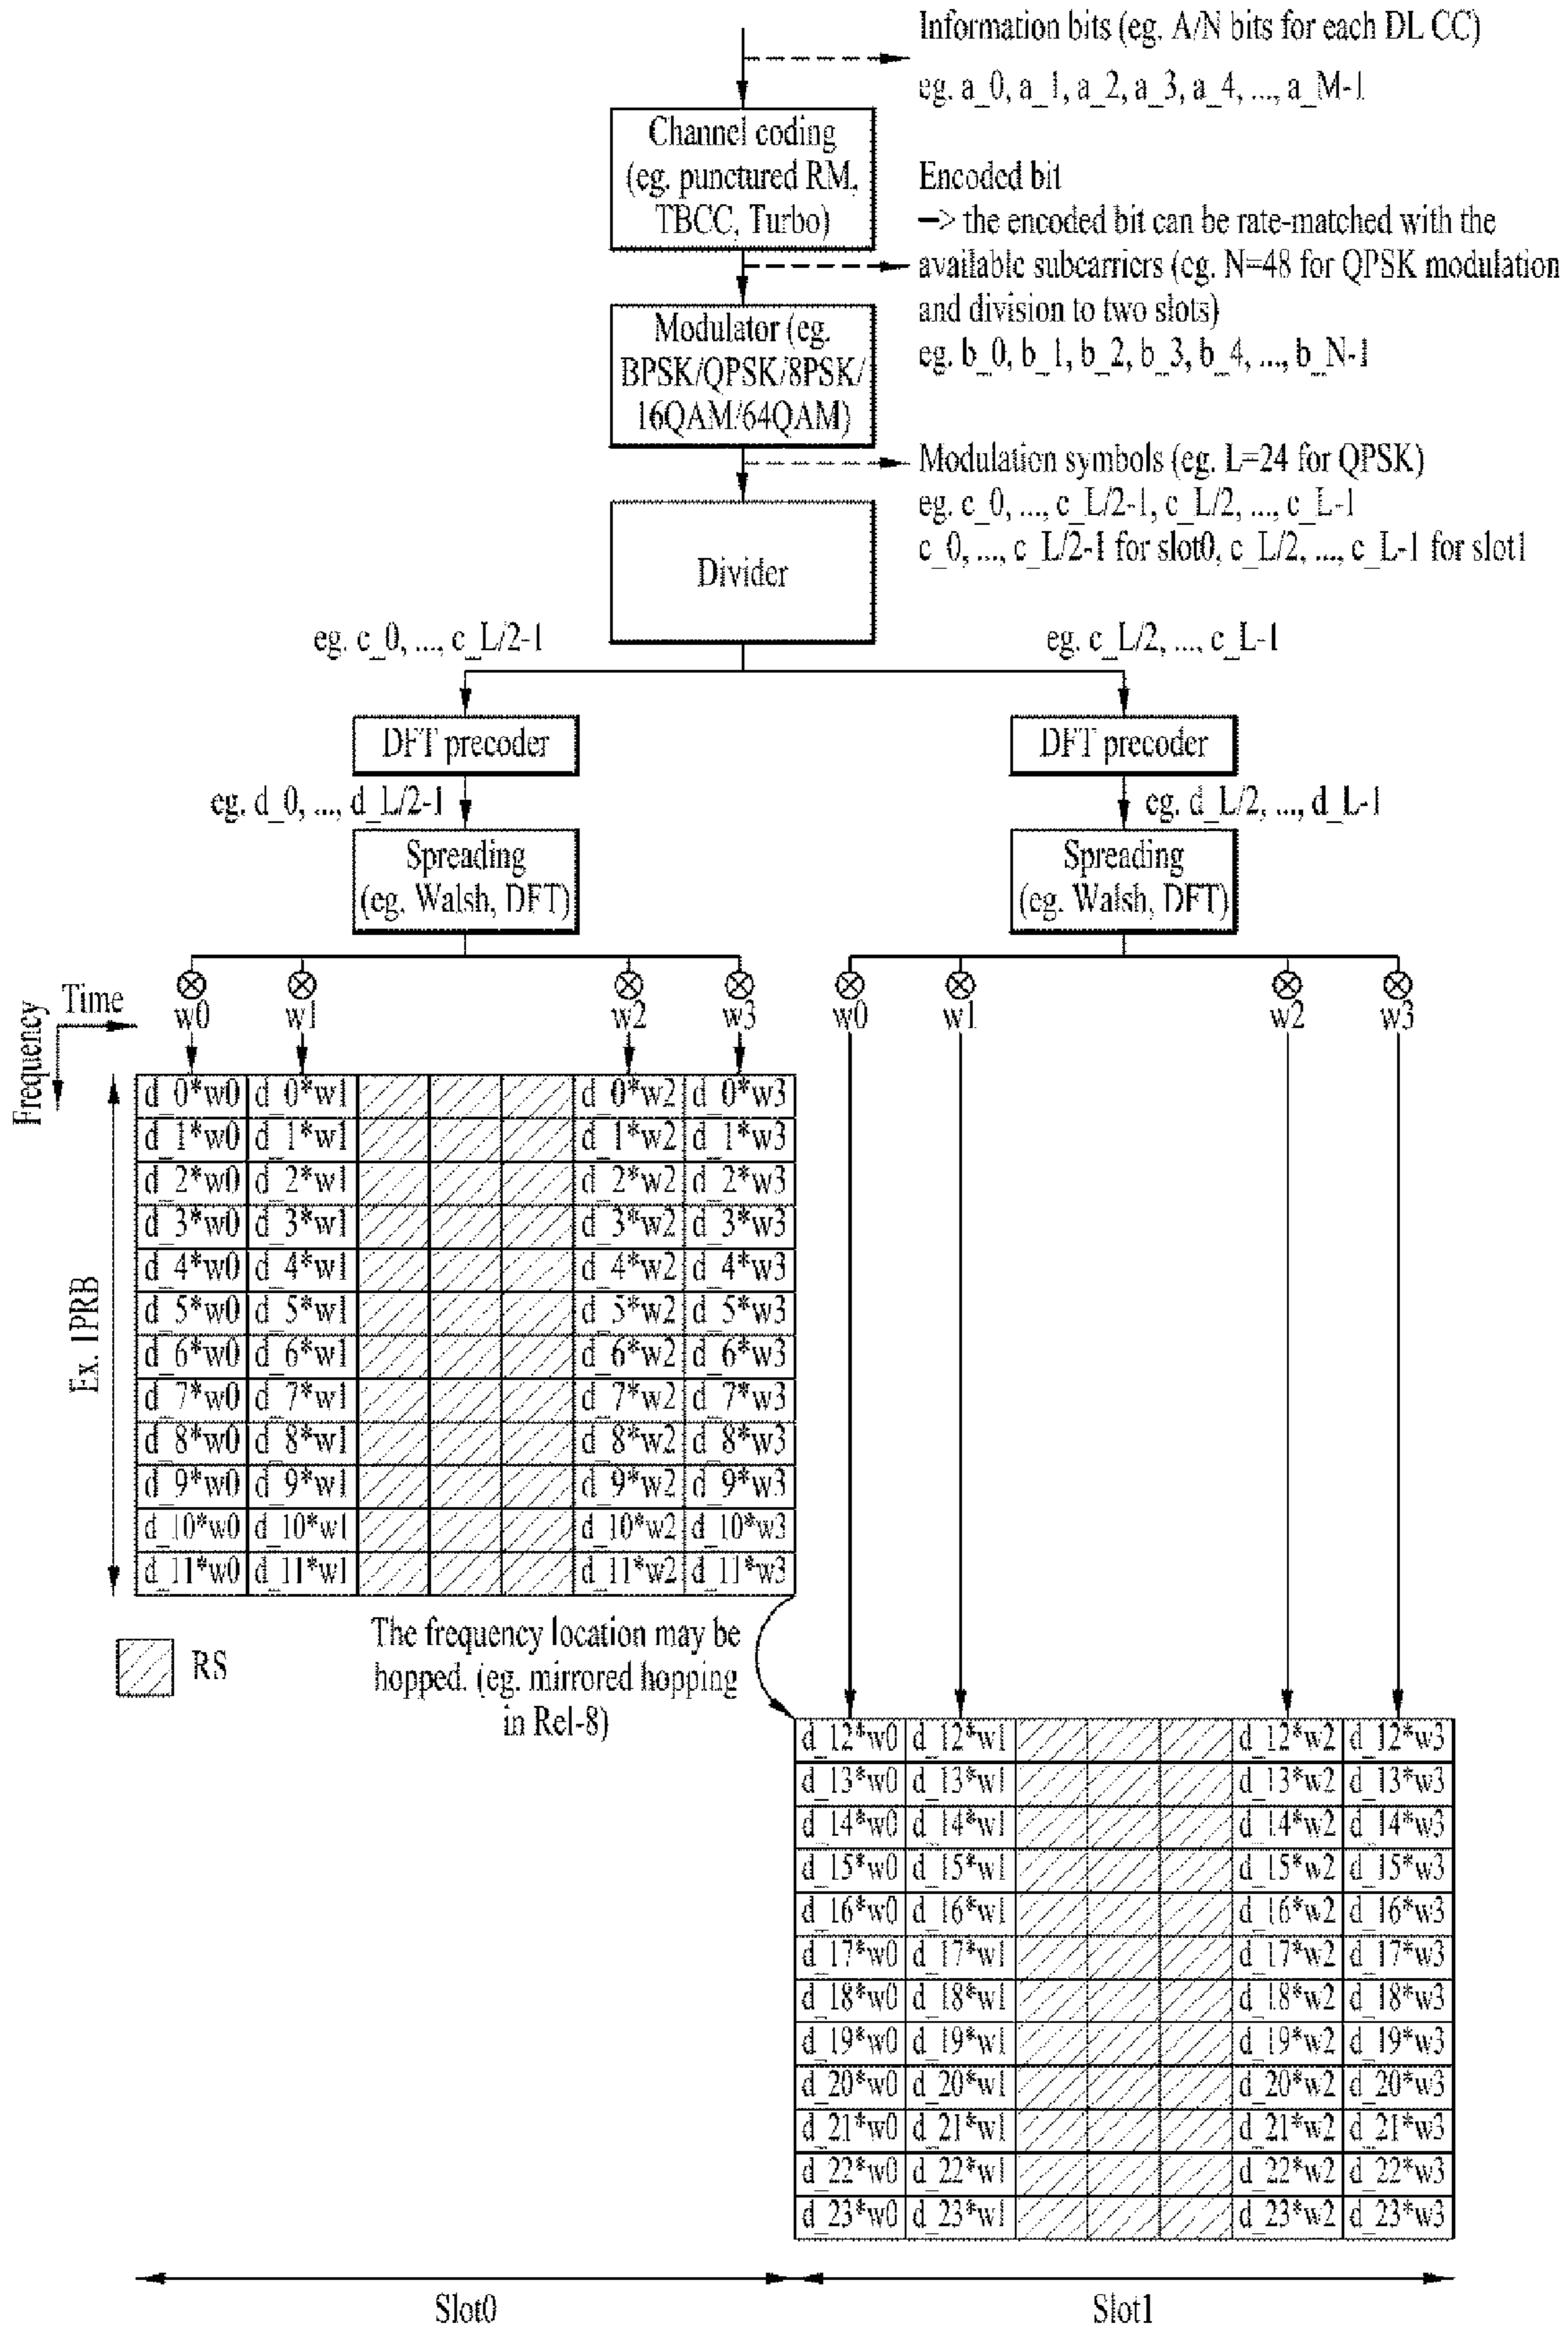 Information bits (eg. A/N bits for each DL CC)
eg. a_0, a_1, a_2, a_3, a_4, ..., a_M-1
Channel coding
(eg. punctured RM,
TBCC, Turbo)
Encoded bit
—> the encoded bit can be rate-matched with the
available subcarriers (eg. N=48 for QPSK modulation
and division to two slots)
eg. b_0, b_1, b_2, b_3, b_4, ..., b_N-1
Modulator (eg.
BPSK/QPSK/8PSK/
16QAM/64QAM)
Modulation symbols (eg. L=24 for QPSK)
eg. c_0, ..., c_L/2-1, c_L/2, ..., c_L-1
c_0, ..., c_L/2-1 for slot0, c_L/2, ..., c_L-1 for slot1
Divider
eg. c_0, ..., c_L/2-1
eg. c_L/2, ..., c_L-1
DFT precoder
DFT precoder
eg. d_0, ..., d_L/2-1
eg. d_L/2, ..., d_L-1
Spreading
(eg. Walsh, DFT)
Spreading
(eg. Walsh, DFT)
Time
Frequency
w0 w1 w2 w3 w0 w1 w2 w3
Ex. 1PRB
d_0*w0 d_0*w1 d_0*w2 d_0*w3
d_1*w0 d_1*w1 d_1*w2 d_1*w3
d_2*w0 d_2*w1 d_2*w2 d_2*w3
d_3*w0 d_3*w1 d_3*w2 d_3*w3
d_4*w0 d_4*w1 d_4*w2 d_4*w3
d_5*w0 d_5*w1 d_5*w2 d_5*w3
d_6*w0 d_6*w1 d_6*w2 d_6*w3
d_7*w0 d_7*w1 d_7*w2 d_7*w3
d_8*w0 d_8*w1 d_8*w2 d_8*w3
d_9*w0 d_9*w1 d_9*w2 d_9*w3
d_10*w0 d_10*w1 d_10*w2 d_10*w3
d_11*w0 d_11*w1 d_11*w2 d_11*w3
RS
The frequency location may be
hopped. (eg. mirrored hopping
in Rel-8)
d_12*w0 d_12*w1 d_12*w2 d_12*w3
d_13*w0 d_13*w1 d_13*w2 d_13*w3
d_14*w0 d_14*w1 d_14*w2 d_14*w3
d_15*w0 d_15*w1 d_15*w2 d_15*w3
d_16*w0 d_16*w1 d_16*w2 d_16*w3
d_17*w0 d_17*w1 d_17*w2 d_17*w3
d_18*w0 d_18*w1 d_18*w2 d_18*w3
d_19*w0 d_19*w1 d_19*w2 d_19*w3
d_20*w0 d_20*w1 d_20*w2 d_20*w3
d_21*w0 d_21*w1 d_21*w2 d_21*w3
d_22*w0 d_22*w1 d_22*w2 d_22*w3
d_23*w0 d_23*w1 d_23*w2 d_23*w3
Slot0
Slot1